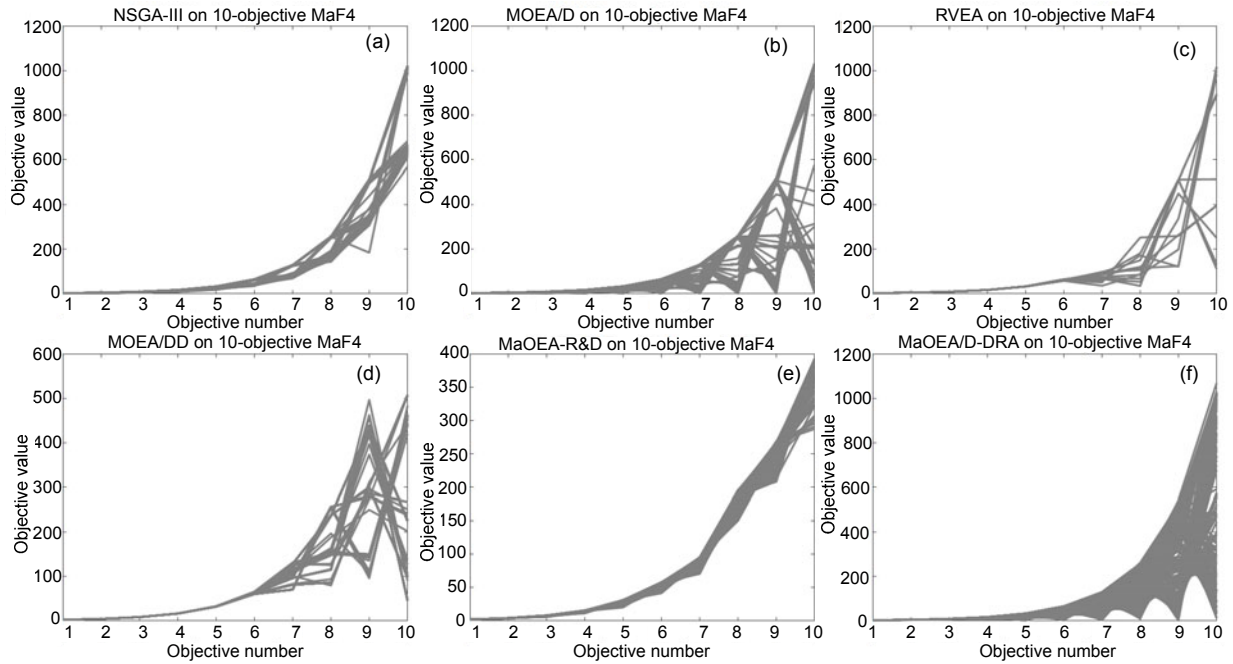 NSGA-III on 10-objective MaF4
(a)
1200
1000
800
600
400
200
0
Objective value
1 2 3 4 5 6 7 8 9 10
Objective number
MOEA/D on 10-objective MaF4
(b)
1200
1000
800
600
400
200
0
Objective value
1 2 3 4 5 6 7 8 9 10
Objective number
RVEA on 10-objective MaF4
(c)
1200
1000
800
600
400
200
0
Objective value
1 2 3 4 5 6 7 8 9 10
Objective number
MOEA/DD on 10-objective MaF4
(d)
600
500
400
300
200
100
0
Objective value
1 2 3 4 5 6 7 8 9 10
Objective number
MaOEA-R&D on 10-objective MaF4
(e)
400
350
300
250
200
150
100
50
0
Objective value
1 2 3 4 5 6 7 8 9 10
Objective number
MaOEA/D-DRA on 10-objective MaF4
(f)
1200
1000
800
600
400
200
0
Objective value
1 2 3 4 5 6 7 8 9 10
Objective number